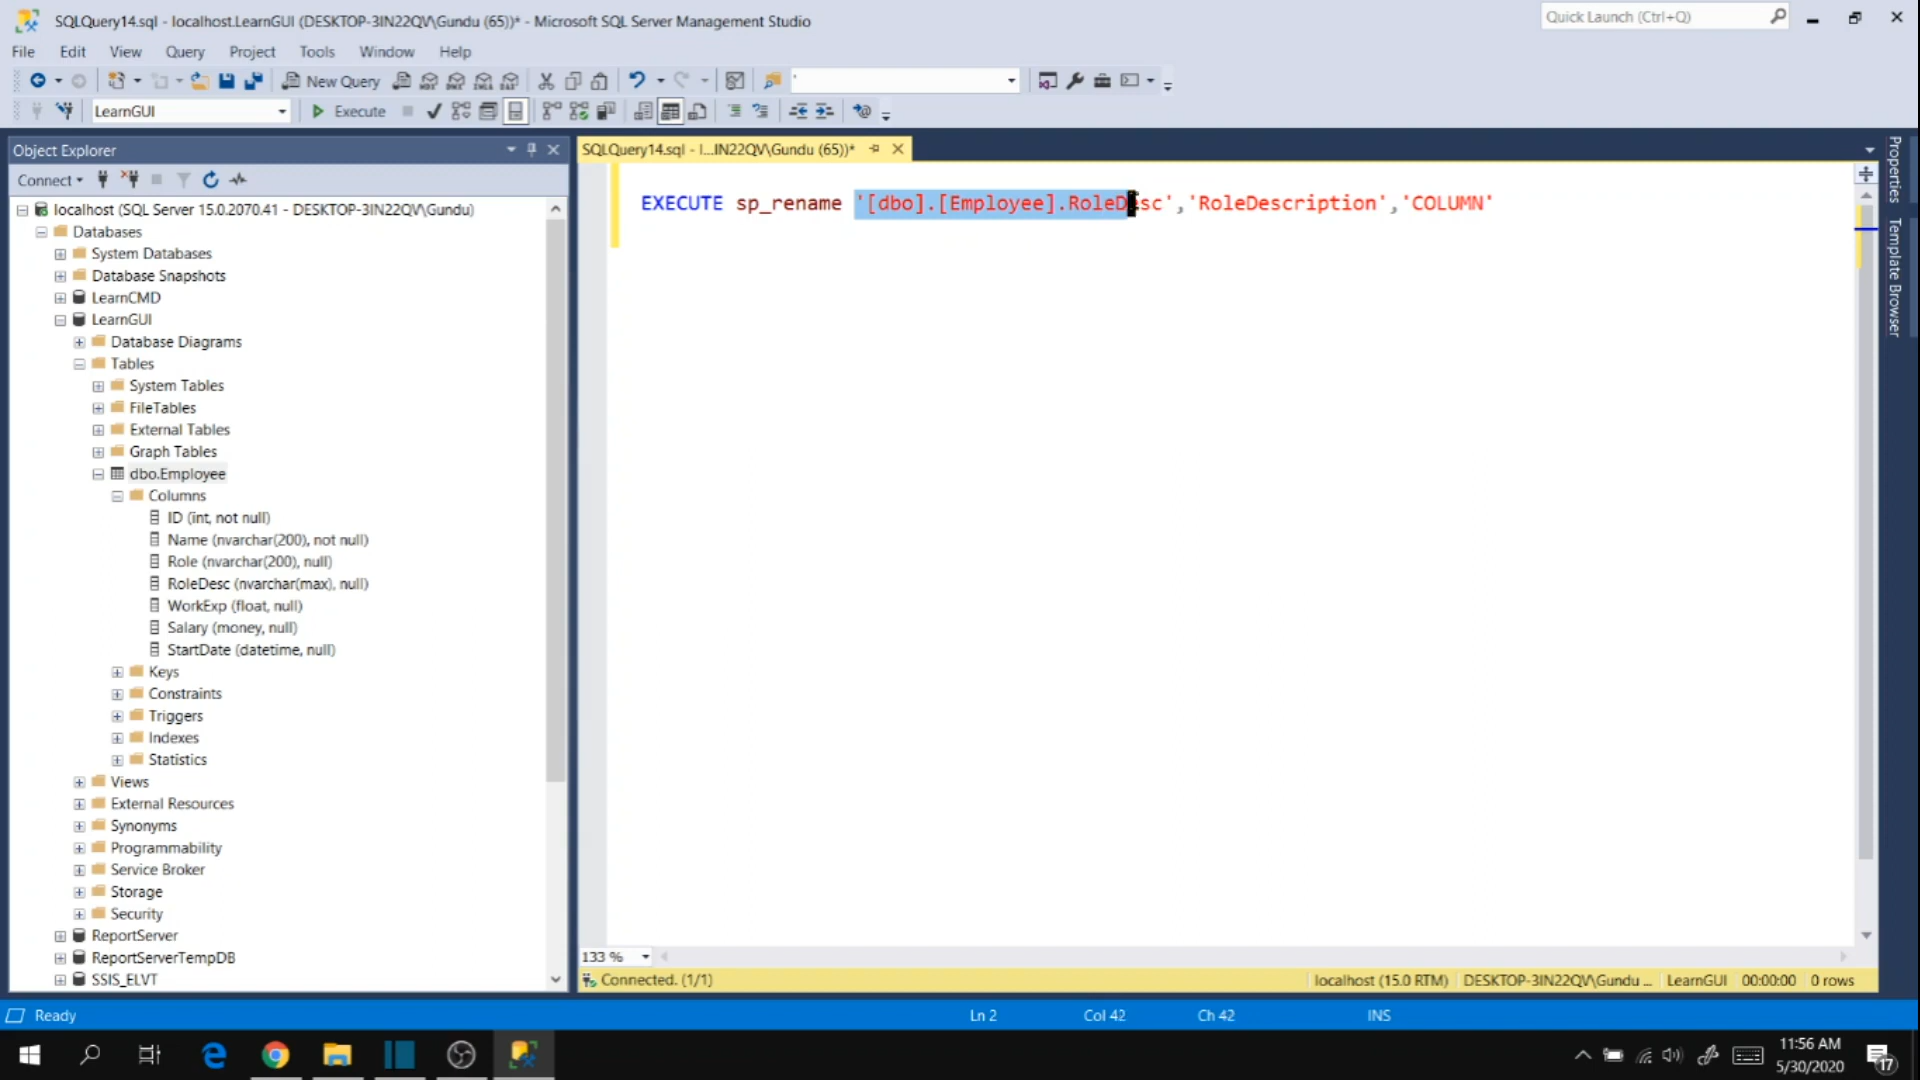 SQLQuery14.sql - localhost.LearnGUI (DESKTOP-3IN22QV\Gundu (65))* - Microsoft SQL Server Management Studio
Quick Launch (Ctrl+Q)
File Edit View Query Project Tools Window Help
New Query
LearnGUI Execute
Object Explorer
SQLQuery14.sql - l...IN22QV\Gundu (65))*
Connect
localhost (SQL Server 15.0.2070.41 - DESKTOP-3IN22QV\Gundu)
Databases
System Databases
Database Snapshots
LearnCMD
LearnGUI
Database Diagrams
Tables
System Tables
FileTables
External Tables
Graph Tables
dbo.Employee
Columns
ID (int, not null)
Name (nvarchar(200), not null)
Role (nvarchar(200), null)
RoleDesc (nvarchar(max), null)
WorkExp (float, null)
Salary (money, null)
StartDate (datetime, null)
Keys
Constraints
Triggers
Indexes
Statistics
Views
External Resources
Synonyms
Programmability
Service Broker
Storage
Security
ReportServer
ReportServerTempDB
SSIS_ELVT
EXECUTE sp_rename '[dbo].[Employee].RoleDesc','RoleDescription','COLUMN'
Properties
Template Browser
133 %
Connected. (1/1)
localhost (15.0 RTM) DESKTOP-3IN22QV\Gundu ... LearnGUI 00:00:00 0 rows
Ready Ln 2 Col 42 Ch 42 INS
11:56 AM
5/30/2020
17